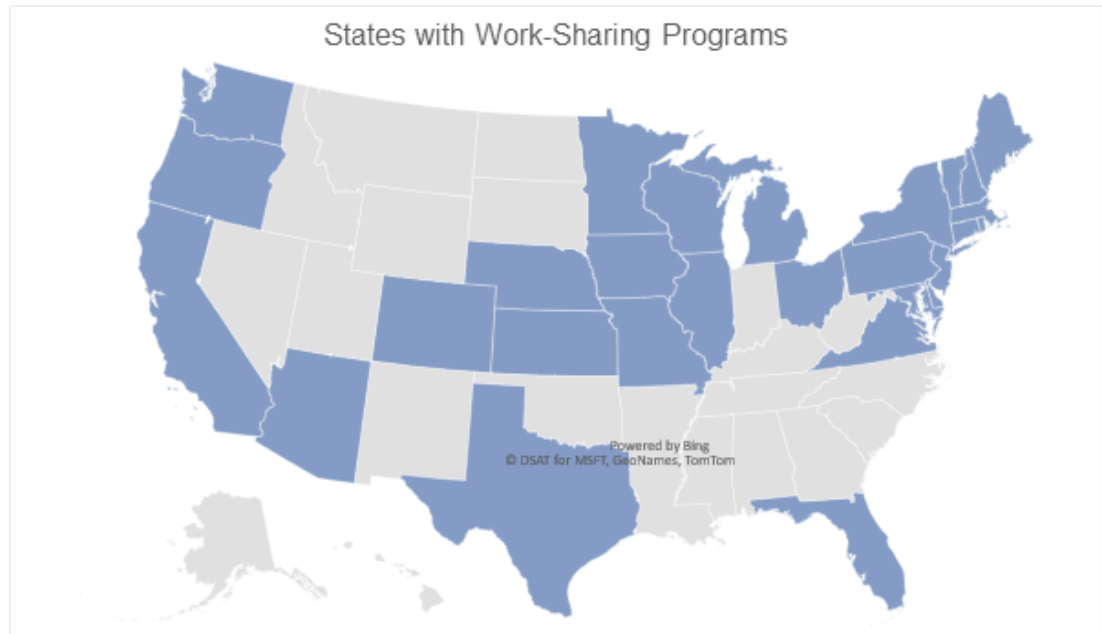 States with Work-Sharing Programs
Powered by Bing
© DSAT for MSFT, GeoNames, TomTom